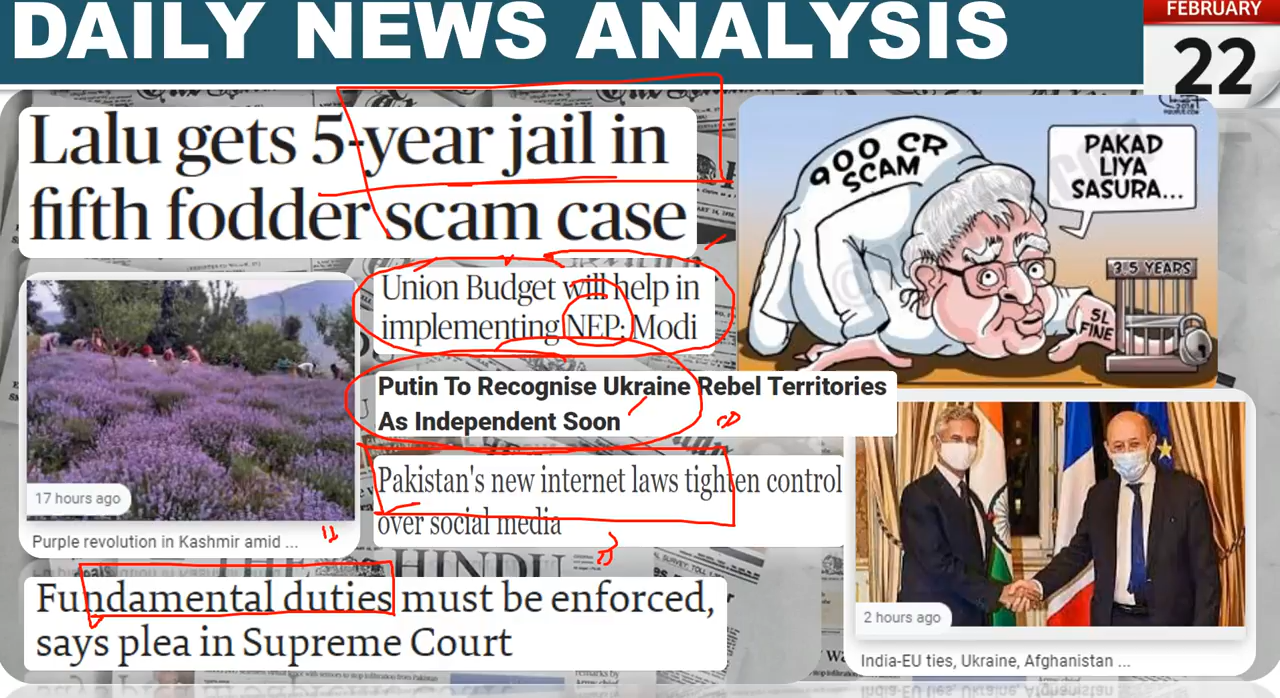 DAILY NEWS ANALYSIS
FEBRUARY
22
Lalu gets 5-year jail in
fifth fodder scam case
900 CR
SCAM
PAKAD
LIYA
SASURA...
3.5 YEARS
5L
FINE
Union Budget will help in
implementing NEP: Modi
Putin To Recognise Ukraine Rebel Territories
As Independent Soon
Pakistan's new internet laws tighten control
over social media
17 hours ago
Purple revolution in Kashmir amid ...
THE HINDU
Fundamental duties must be enforced,
says plea in Supreme Court
2 hours ago
India-EU ties, Ukraine, Afghanistan ...